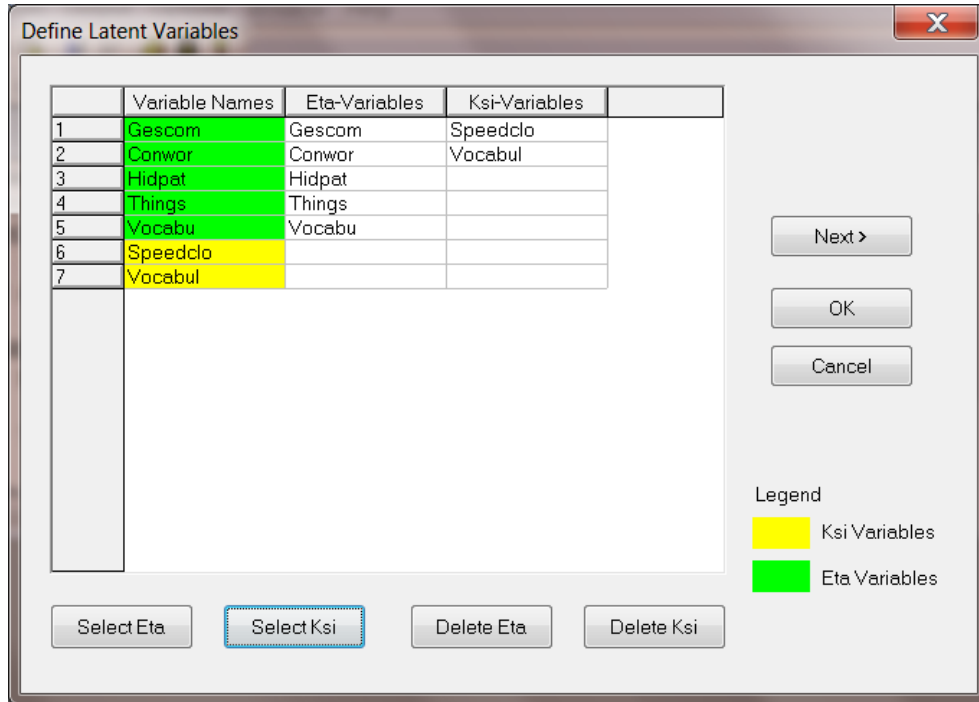 Define Latent Variables
Variable Names Eta-Variables Ksi-Variables
1 Gescom Gescom Speedclo
2 Conwor Conwor Vocabul
3 Hidpat Hidpat
4 Things Things
5 Vocabu Vocabu
6 Speedclo
7 Vocabul
Next >
OK
Cancel
Legend
Ksi Variables
Eta Variables
Select Eta Select Ksi Delete Eta Delete Ksi